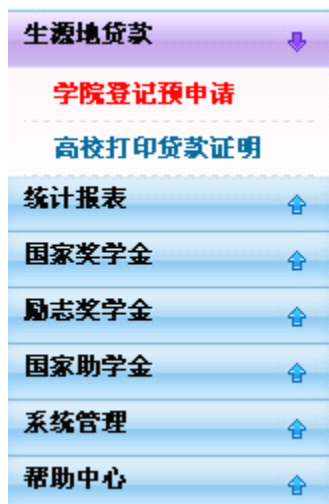 生源地贷款
学院登记预申请
高校打印贷款证明
统计报表
国家奖学金
励志奖学金
国家助学金
系统管理
帮助中心